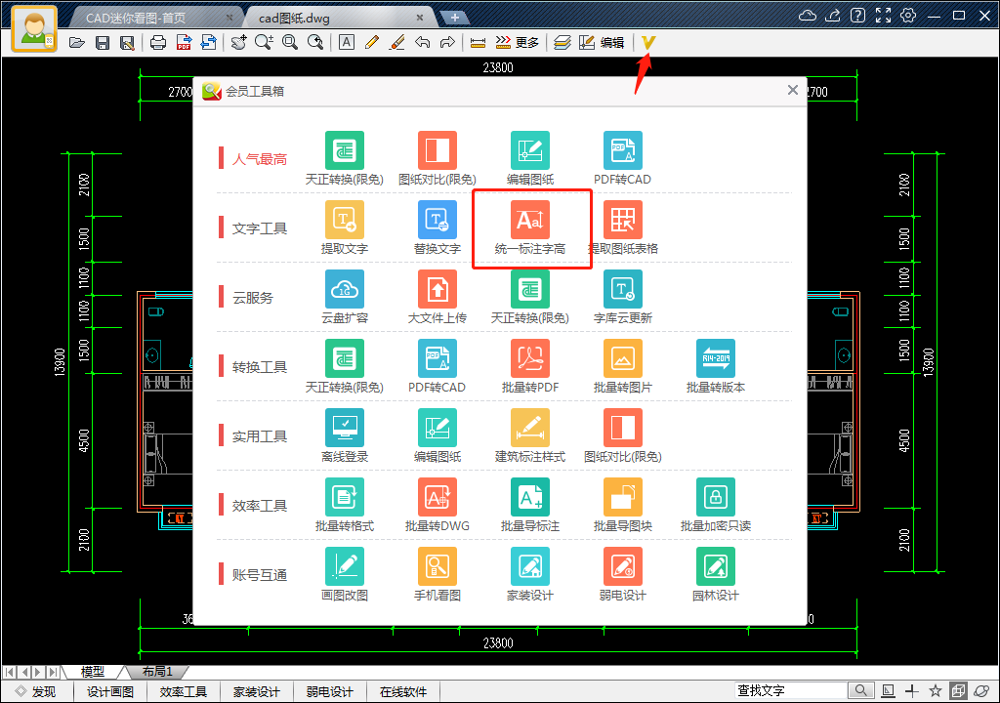 CAD迷你看图-首页
cad图纸.dwg
更多
编辑
23800
2700
2700
会员工具箱
人气最高
天正转换(限免)
图纸对比(限免)
编辑图纸
PDF转CAD
文字工具
提取文字
替换文字
统一标注字高
提取图纸表格
云服务
云盘扩容
大文件上传
天正转换(限免)
字库云更新
转换工具
天正转换(限免)
PDF转CAD
批量转PDF
批量转图片
批量转版本
实用工具
离线登录
编辑图纸
建筑标注样式
图纸对比(限免)
效率工具
批量转格式
批量转DWG
批量导标注
批量导图块
批量加密只读
账号互通
画图改图
手机看图
家装设计
弱电设计
园林设计
1G
R14-2019
2100
1500
1100
1100
1500
13900
4500
2100
2100
1500
1100
1100
1500
13900
4500
2100
36
23800
模型
布局1
发现
设计画图
效率工具
家装设计
弱电设计
在线软件
查找文字